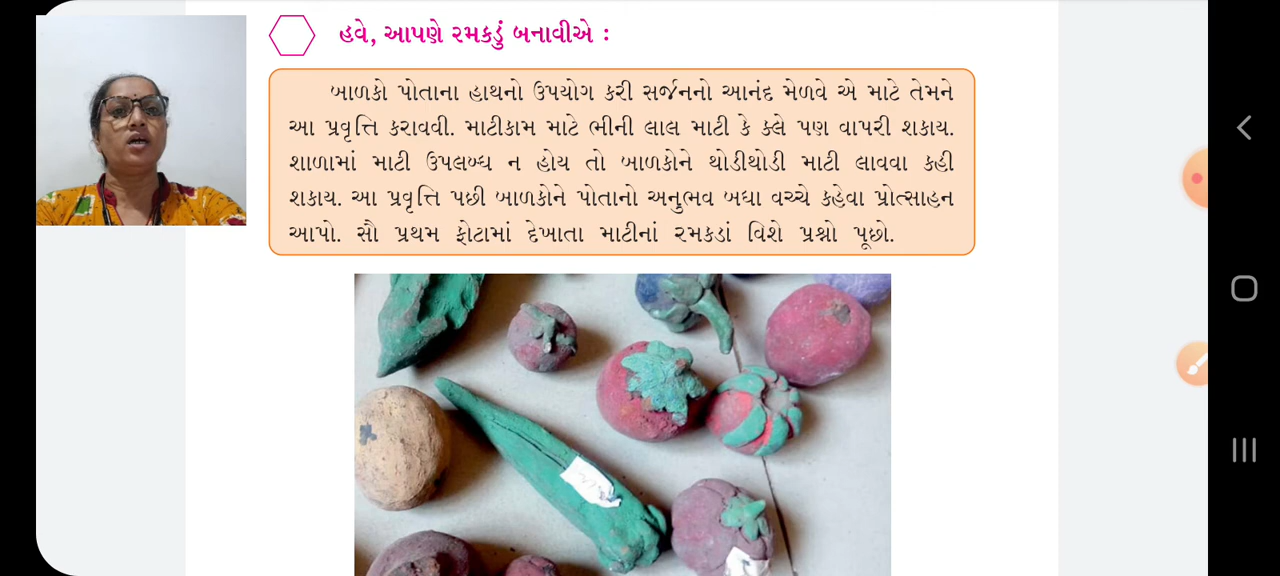 હવે, આપણે રમકડું બનાવીએ :
બાળકો પોતાના હાથનો ઉપયોગ કરી સર્જનનો આનંદ મેળવે એ માટે તેમને
આ પ્રવૃત્તિ કરાવવી. માટીકામ માટે ભીની લાલ માટી કે ક્લે પણ વાપરી શકાય.
શાળામાં માટી ઉપલબ્ધ ન હોય તો બાળકોને થોડીથોડી માટી લાવવા કહી
શકાય. આ પ્રવૃત્તિ પછી બાળકોને પોતાનો અનુભવ બધા વચ્ચે કહેવા પ્રોત્સાહન
આપો. સૌ પ્રથમ ફોટામાં દેખાતા માટીનાં રમકડાં વિશે પ્રશ્નો પૂછો.